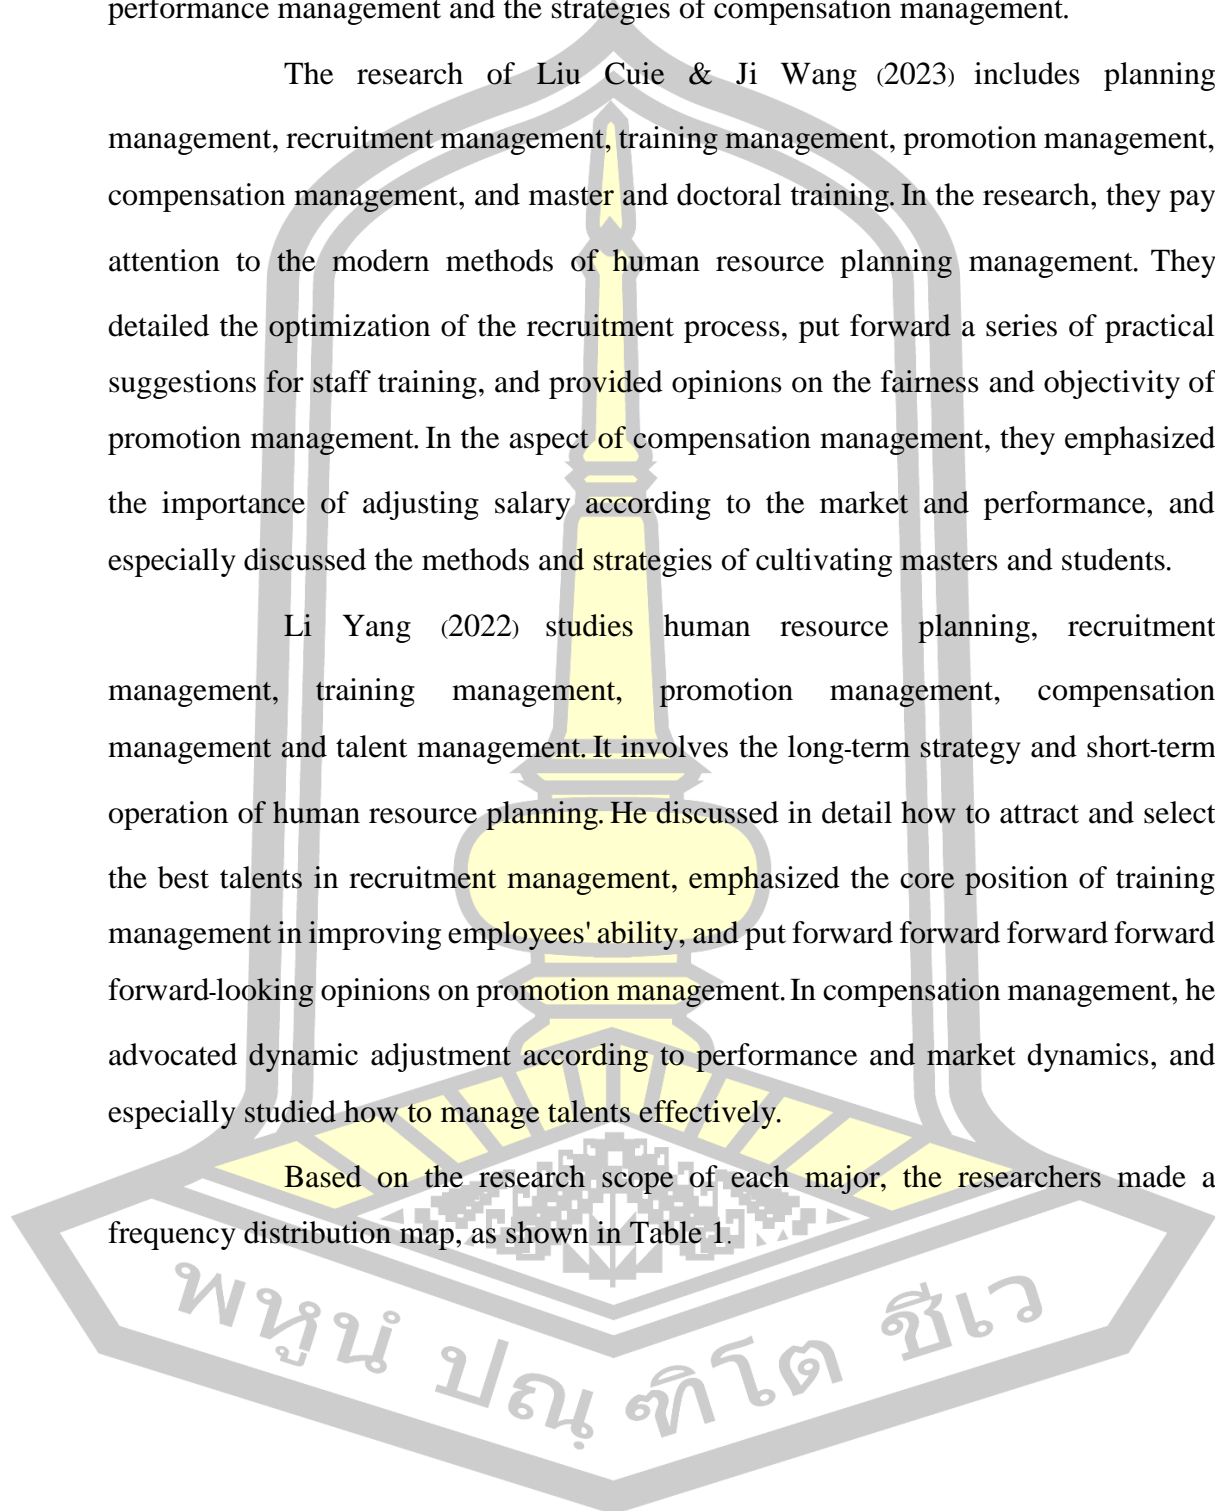 performance management and the strategies of compensation management.
The research of Liu Cuie & Ji Wang (2023) includes planning
management, recruitment management, training management, promotion management,
compensation management, and master and doctoral training. In the research, they pay
attention to the modern methods of human resource planning management. They
detailed the optimization of the recruitment process, put forward a series of practical
suggestions for staff training, and provided opinions on the fairness and objectivity of
promotion management. In the aspect of compensation management, they emphasized
the importance of adjusting salary according to the market and performance, and
especially discussed the methods and strategies of cultivating masters and students.
Li Yang (2022) studies human resource planning, recruitment
management, training management, promotion management, compensation
management and talent management. It involves the long-term strategy and short-term
operation of human resource planning. He discussed in detail how to attract and select
the best talents in recruitment management, emphasized the core position of training
management in improving employees' ability, and put forward forward forward forward
forward-looking opinions on promotion management. In compensation management, he
advocated dynamic adjustment according to performance and market dynamics, and
especially studied how to manage talents effectively.
Based on the research scope of each major, the researchers made a
frequency distribution map, as shown in Table 1.
พหูนํ ปณฺฑิโต ชีเว